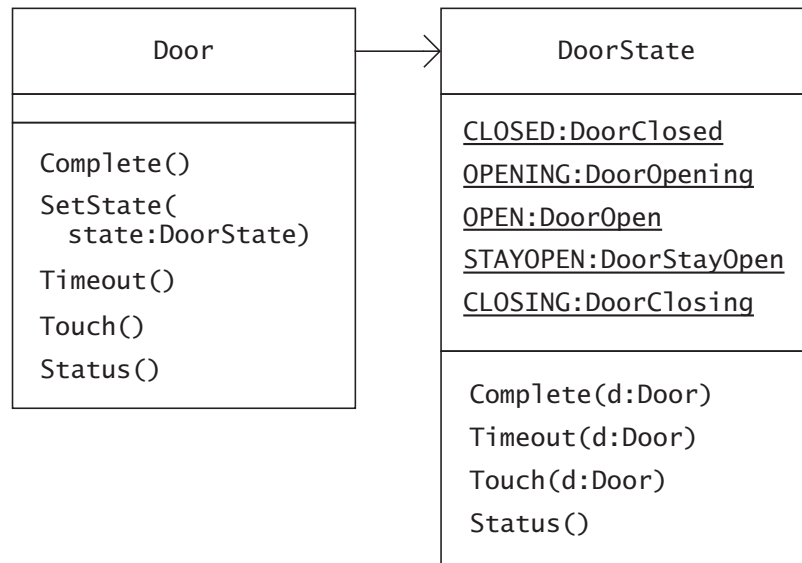 Door
Complete()
SetState(
state:DoorState)
Timeout()
Touch()
Status()
DoorState
CLOSED:DoorClosed
OPENING:DoorOpening
OPEN:DoorOpen
STAYOPEN:DoorStayOpen
CLOSING:DoorClosing
Complete(d:Door)
Timeout(d:Door)
Touch(d:Door)
Status()